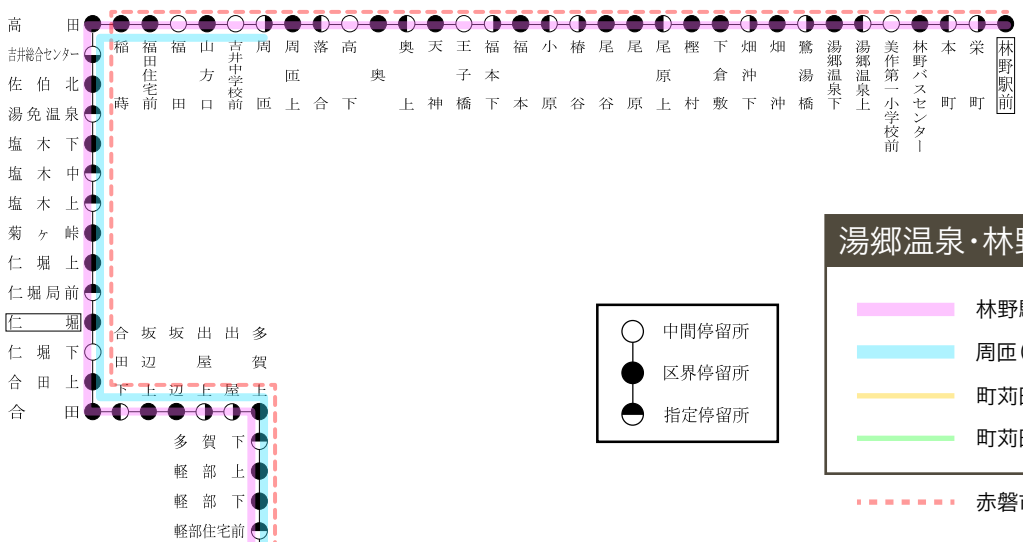 高田
稲蒔
福田住宅前
福田
山方口
吉井中学校前
周匝
周匝上
落合
高下
奥
奥上
天神
王子橋
福本下
福本
小原
椿谷
尾谷
尾原
尾原上
樫村
下倉敷
畑沖下
畑沖
鷺湯橋
湯郷温泉下
湯郷温泉上
美作第一小学校前
林野バスセンター
本町
栄町
林野駅前
吉井総合センター
佐伯北
湯免温泉
塩木下
塩木中
塩木上
菊ヶ峠
仁堀上
仁堀局前
仁堀
仁堀下
合田上
合田
合田下
坂辺上
坂辺
出屋上
出屋
多賀上
多賀下
軽部上
軽部下
軽部住宅前
中間停留所
区界停留所
指定停留所
湯郷温泉・林野
林野
周匝(
町苅田
町苅田
赤磐市